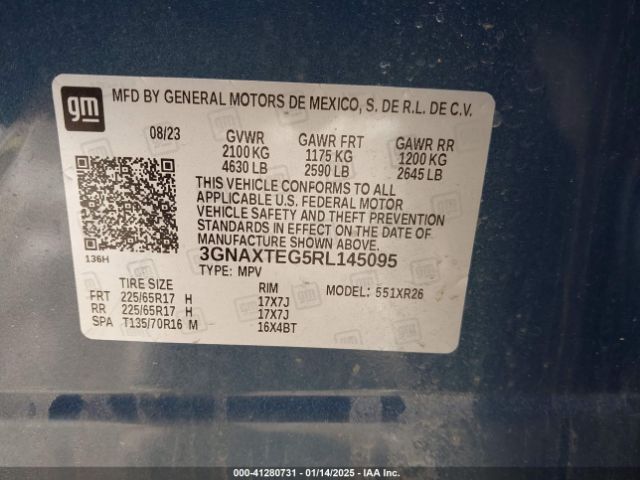 gm
MFD BY GENERAL MOTORS DE MEXICO, S. DE R.L. DE C.V.
08/23 GVWR GAWR FRT GAWR RR
2100 KG 1175 KG 1200 KG
4630 LB 2590 LB 2645 LB
THIS VEHICLE CONFORMS TO ALL
APPLICABLE U.S. FEDERAL MOTOR
VEHICLE SAFETY AND THEFT PREVENTION
STANDARDS IN EFFECT ON THE DATE OF
MANUFACTURE SHOWN ABOVE.
136H
3GNAXTEG5RL145095
TYPE: MPV
TIRE SIZE RIM MODEL: 551XR26
FRT 225/65R17 H 17X7J
RR 225/65R17 H 17X7J
SPA T135/70R16 M 16X4BT
000-41280731 - 01/14/2025 - IAA Inc.